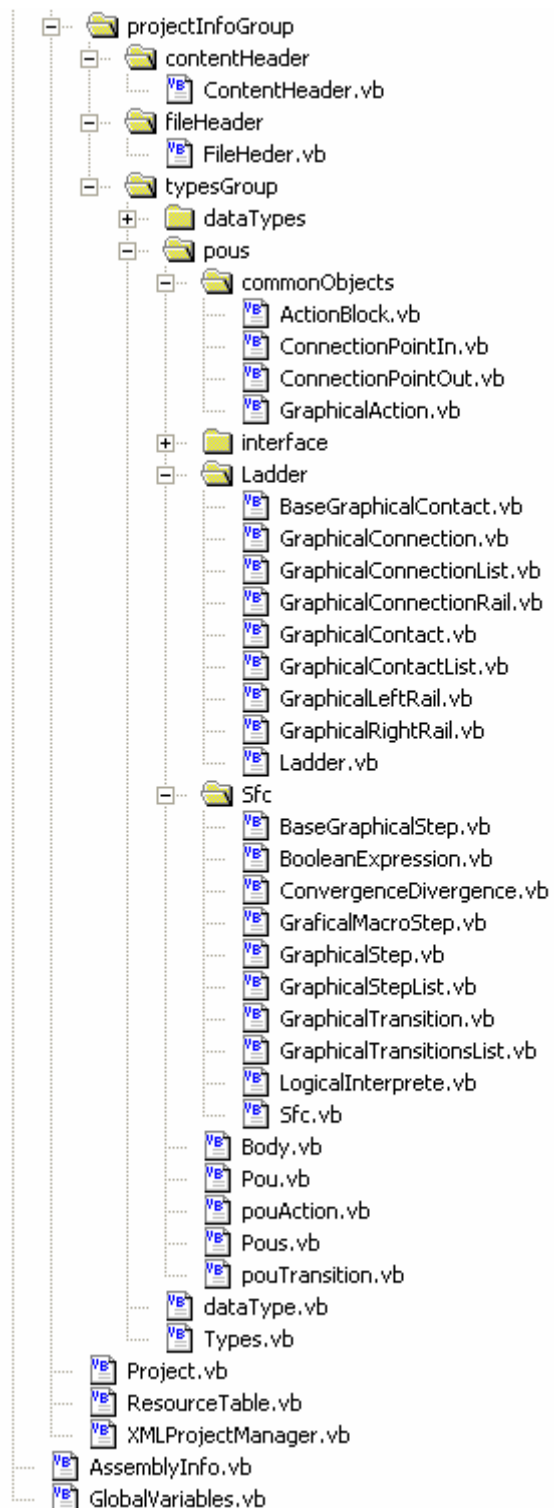 projectInfoGroup
contentHeader
ContentHeader.vb
fileHeader
FileHeder.vb
typesGroup
dataTypes
pous
commonObjects
ActionBlock.vb
ConnectionPointIn.vb
ConnectionPointOut.vb
GraphicalAction.vb
interface
Ladder
BaseGraphicalContact.vb
GraphicalConnection.vb
GraphicalConnectionList.vb
GraphicalConnectionRail.vb
GraphicalContact.vb
GraphicalContactList.vb
GraphicalLeftRail.vb
GraphicalRightRail.vb
Ladder.vb
Sfc
BaseGraphicalStep.vb
BooleanExpression.vb
ConvergenceDivergence.vb
GraficalMacroStep.vb
GraphicalStep.vb
GraphicalStepList.vb
GraphicalTransition.vb
GraphicalTransitionsList.vb
LogicalInterprete.vb
Sfc.vb
Body.vb
Pou.vb
pouAction.vb
Pous.vb
pouTransition.vb
dataType.vb
Types.vb
Project.vb
ResourceTable.vb
XMLProjectManager.vb
AssemblyInfo.vb
GlobalVariables.vb